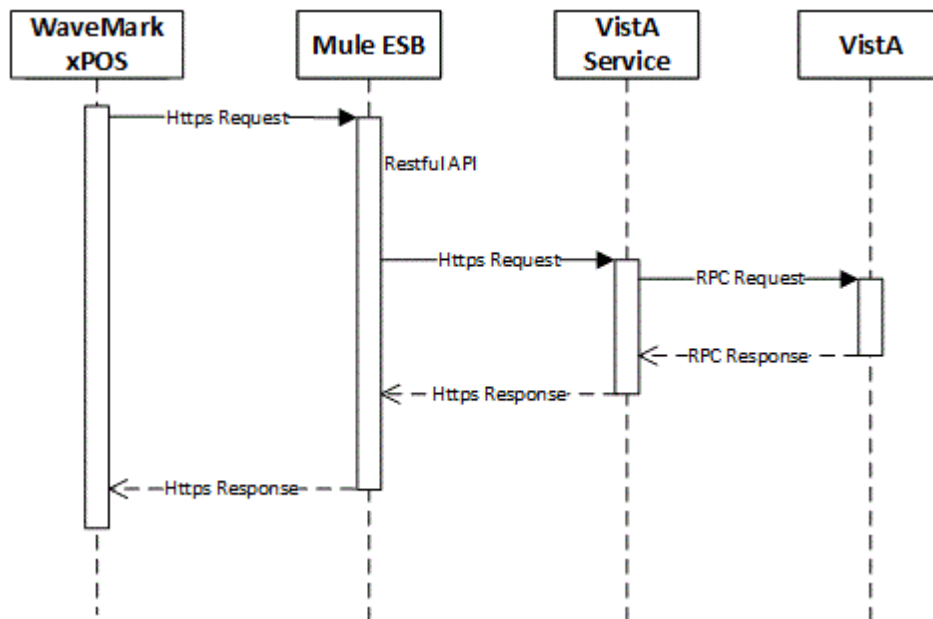 WaveMark
xPOS
Mule ESB
VistA
Service
VistA
Https Request
Restful API
Https Request
RPC Request
RPC Response
Https Response
Https Response